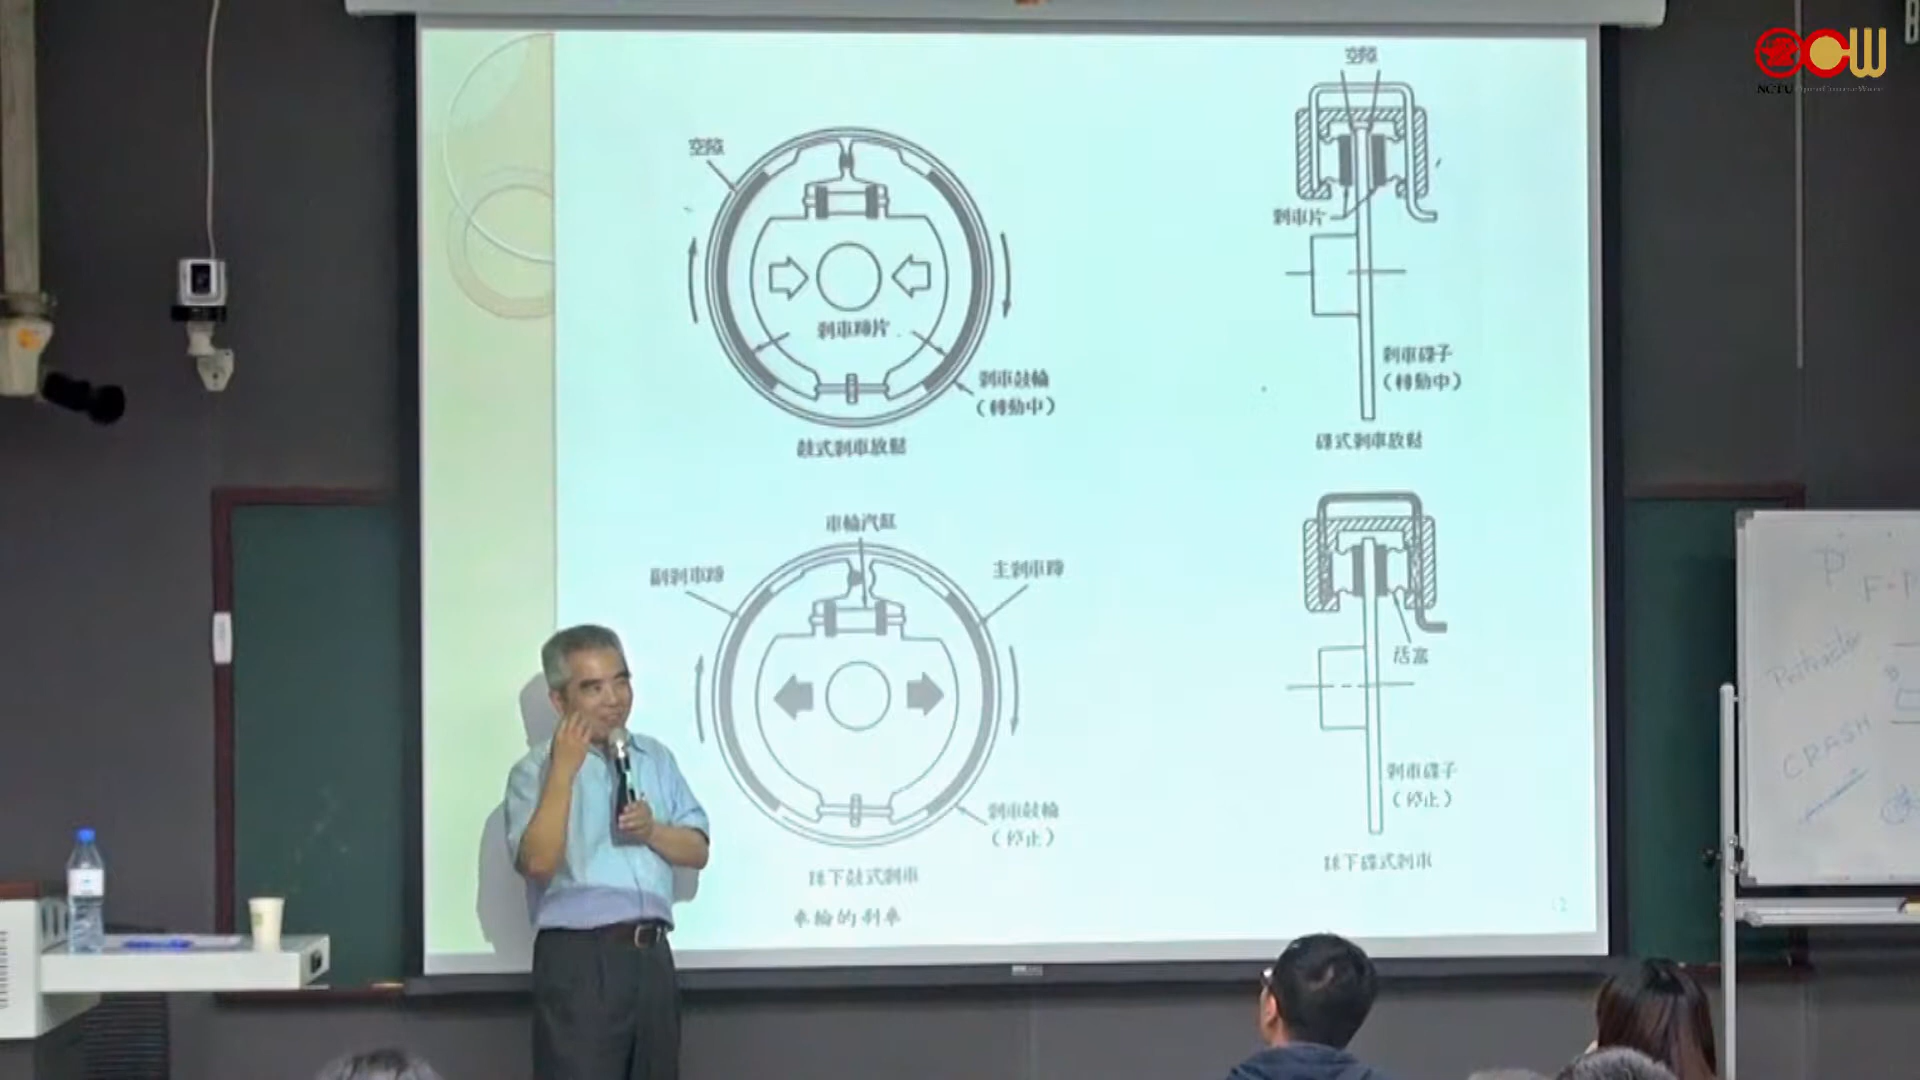 NCTU OpenCourseWare
空隙
空隙
剎車片
剎車蹄片
剎車鼓輪
(轉動中)
剎車碟子
(轉動中)
鼓式剎車放鬆
碟式剎車放鬆
車輪汽缸
副剎車蹄
主剎車蹄
活塞
剎車碟子
(停止)
剎車鼓輪
(停止)
踩下鼓式剎車
踩下碟式剎車
車輪的剎車
12
P
CRASH